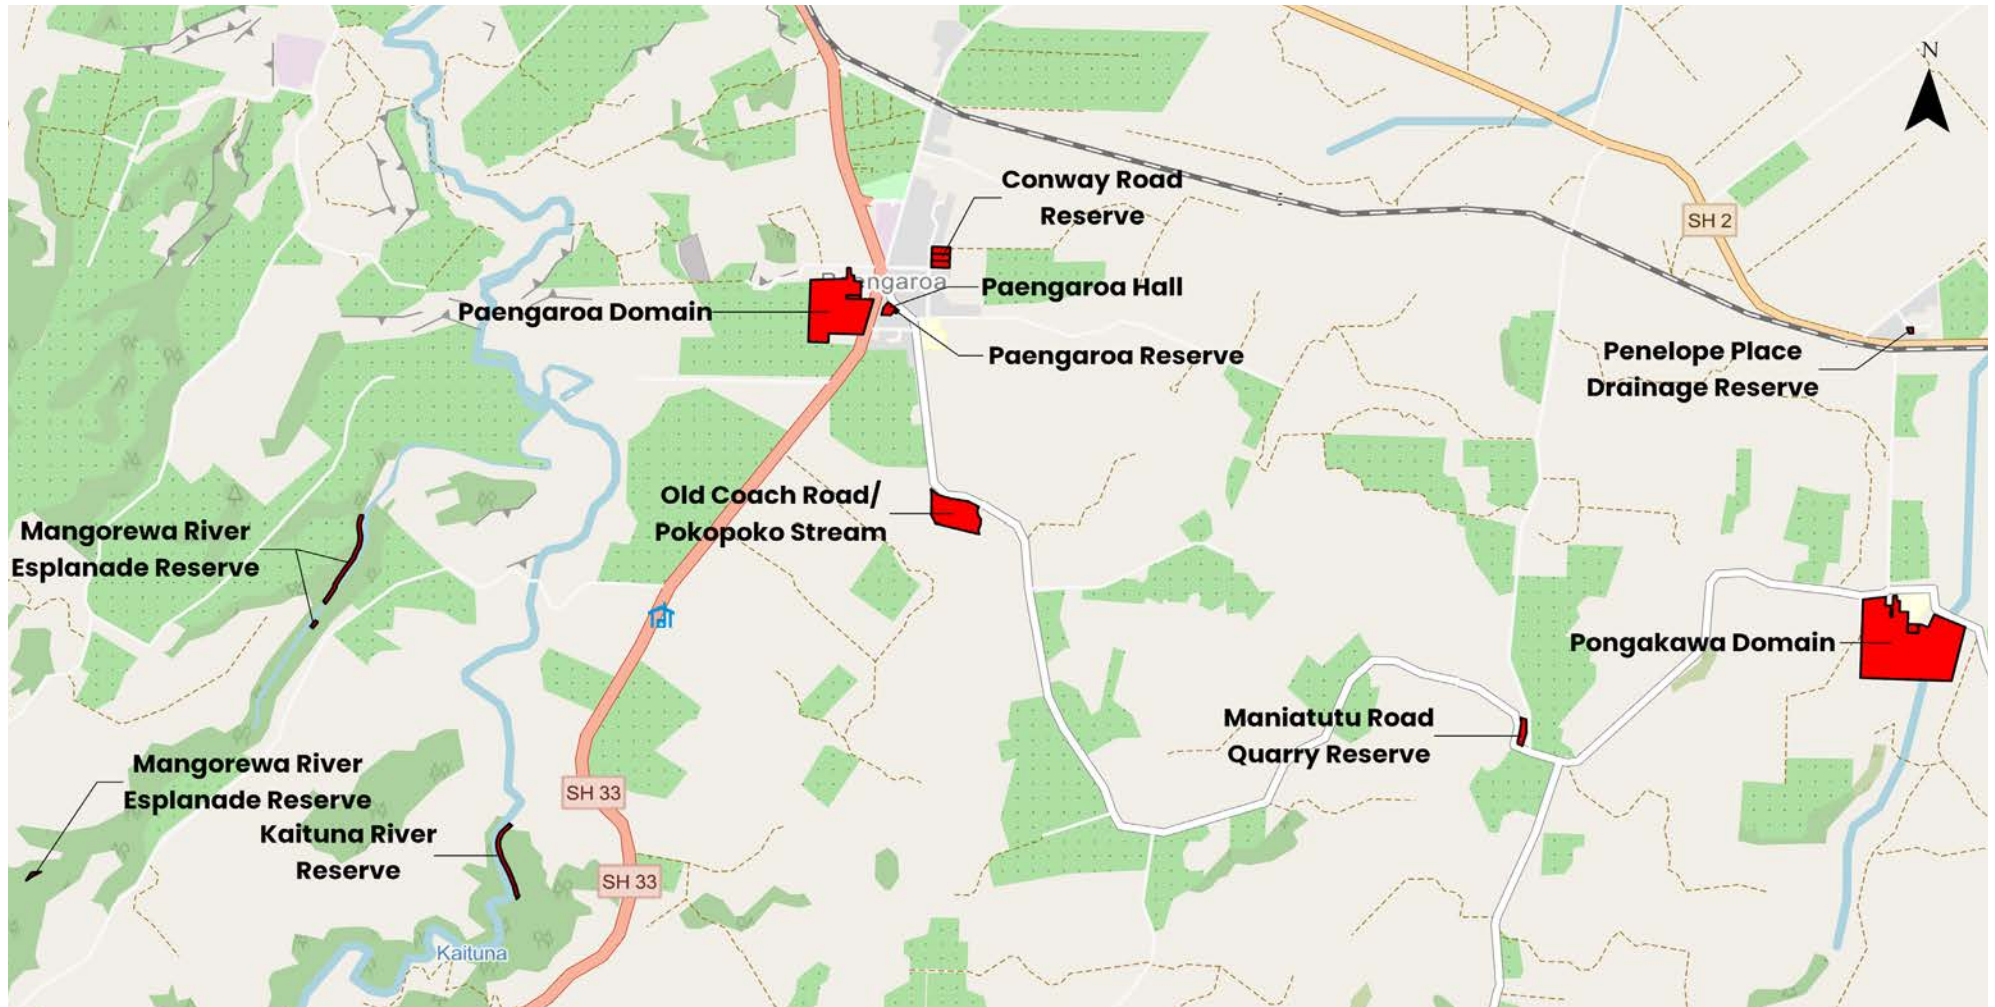 N
Conway Road
Reserve
SH 2
Paengaroa
Paengaroa Hall
Paengaroa Domain
Paengaroa Reserve
Penelope Place
Drainage Reserve
Old Coach Road/
Pokopoko Stream
Mangorewa River
Esplanade Reserve
Pongakawa Domain
Maniatutu Road
Quarry Reserve
Mangorewa River
Esplanade Reserve
SH 33
Kaituna River
Reserve
SH 33
Kaituna